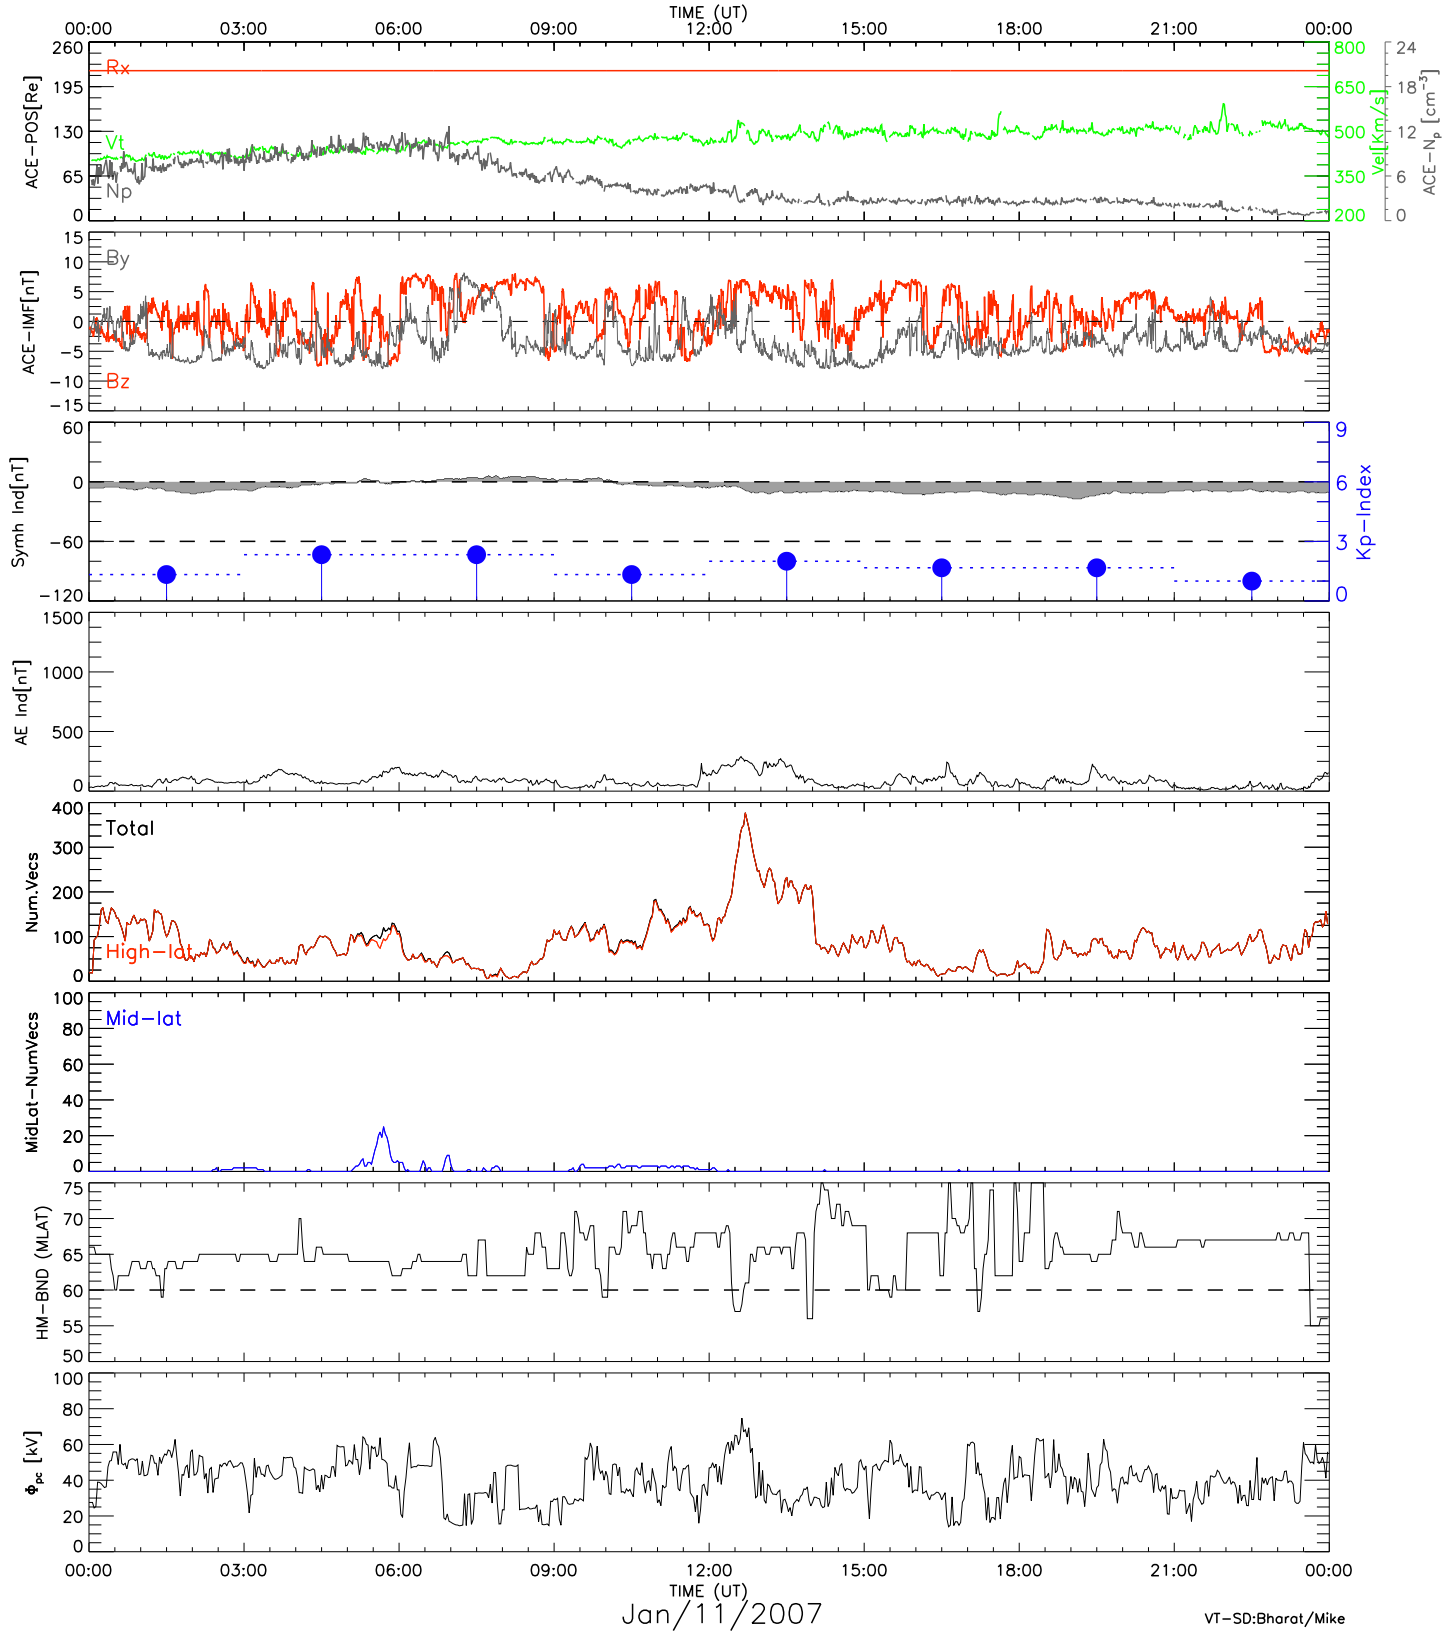 TIME (UT)
00:00 03:00 06:00 09:00 12:00 15:00 18:00 21:00 00:00
ACE-POS[Re]
260
195
130
65
0
Rx
Vt
Np
800
650
500
350
200
Vel[Km/s]
24
18
12
6
0
ACE-Np [cm⁻³]
ACE-IMF[nT]
15
10
5
0
-5
-10
-15
By
Bz
Symh Ind[nT]
60
0
-60
-120
9
6
3
0
Kp-Index
AE Ind[nT]
1500
1000
500
0
Num.Vecs
400
300
200
100
0
Total
High-lat
MidLat-NumVecs
100
80
60
40
20
0
Mid-lat
HM-BND (MLAT)
75
70
65
60
55
50
Φpc [kV]
100
80
60
40
20
0
00:00 03:00 06:00 09:00 12:00 15:00 18:00 21:00 00:00
TIME (UT)
Jan/11/2007
VT-SD:Bharat/Mike